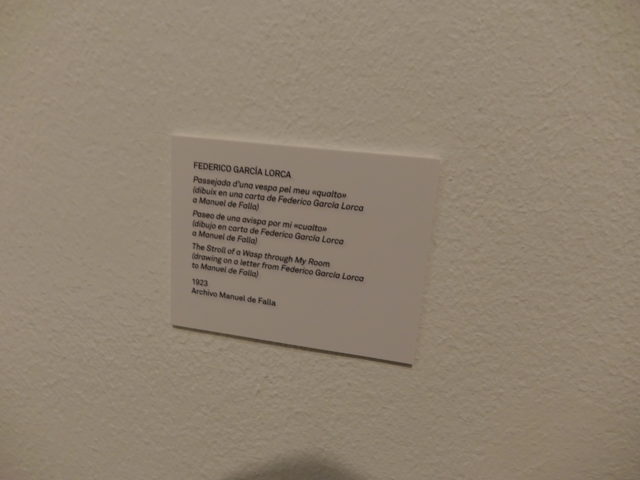 FEDERICO GARCÍA LORCA
Passejada d'una vespa pel meu «qualto»
(dibuix en una carta de Federico García Lorca
a Manuel de Falla)
Paseo de una avispa por mi «cualto»
(dibujo en carta de Federico García Lorca
a Manuel de Falla)
The Stroll of a Wasp through My Room
(drawing on a letter from Federico García Lorca
to Manuel de Falla)
1923
Archivo Manuel de Falla